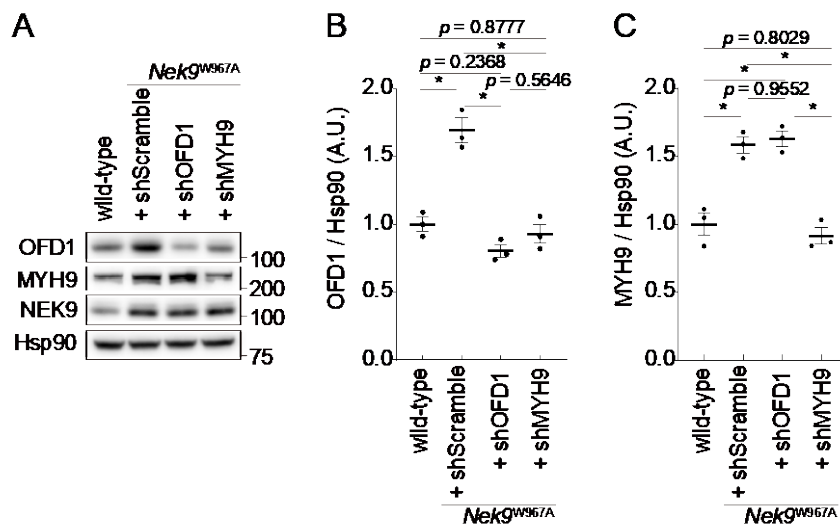 A
Nek9W967A
wild-type
+ shScramble
+ shOFD1
+ shMYH9
OFD1
100
MYH9
200
NEK9
100
Hsp90
75
B
p = 0.8777
*
p = 0.2368
p = 0.5646
*
*
OFD1 / Hsp90 (A.U.)
2.0
1.5
1.0
0.5
0.0
wild-type
+ shScramble
+ shOFD1
+ shMYH9
Nek9W967A
C
p = 0.8029
*
*
p = 0.9552
*
*
MYH9 / Hsp90 (A.U.)
2.0
1.5
1.0
0.5
0.0
wild-type
+ shScramble
+ shOFD1
+ shMYH9
Nek9W967A